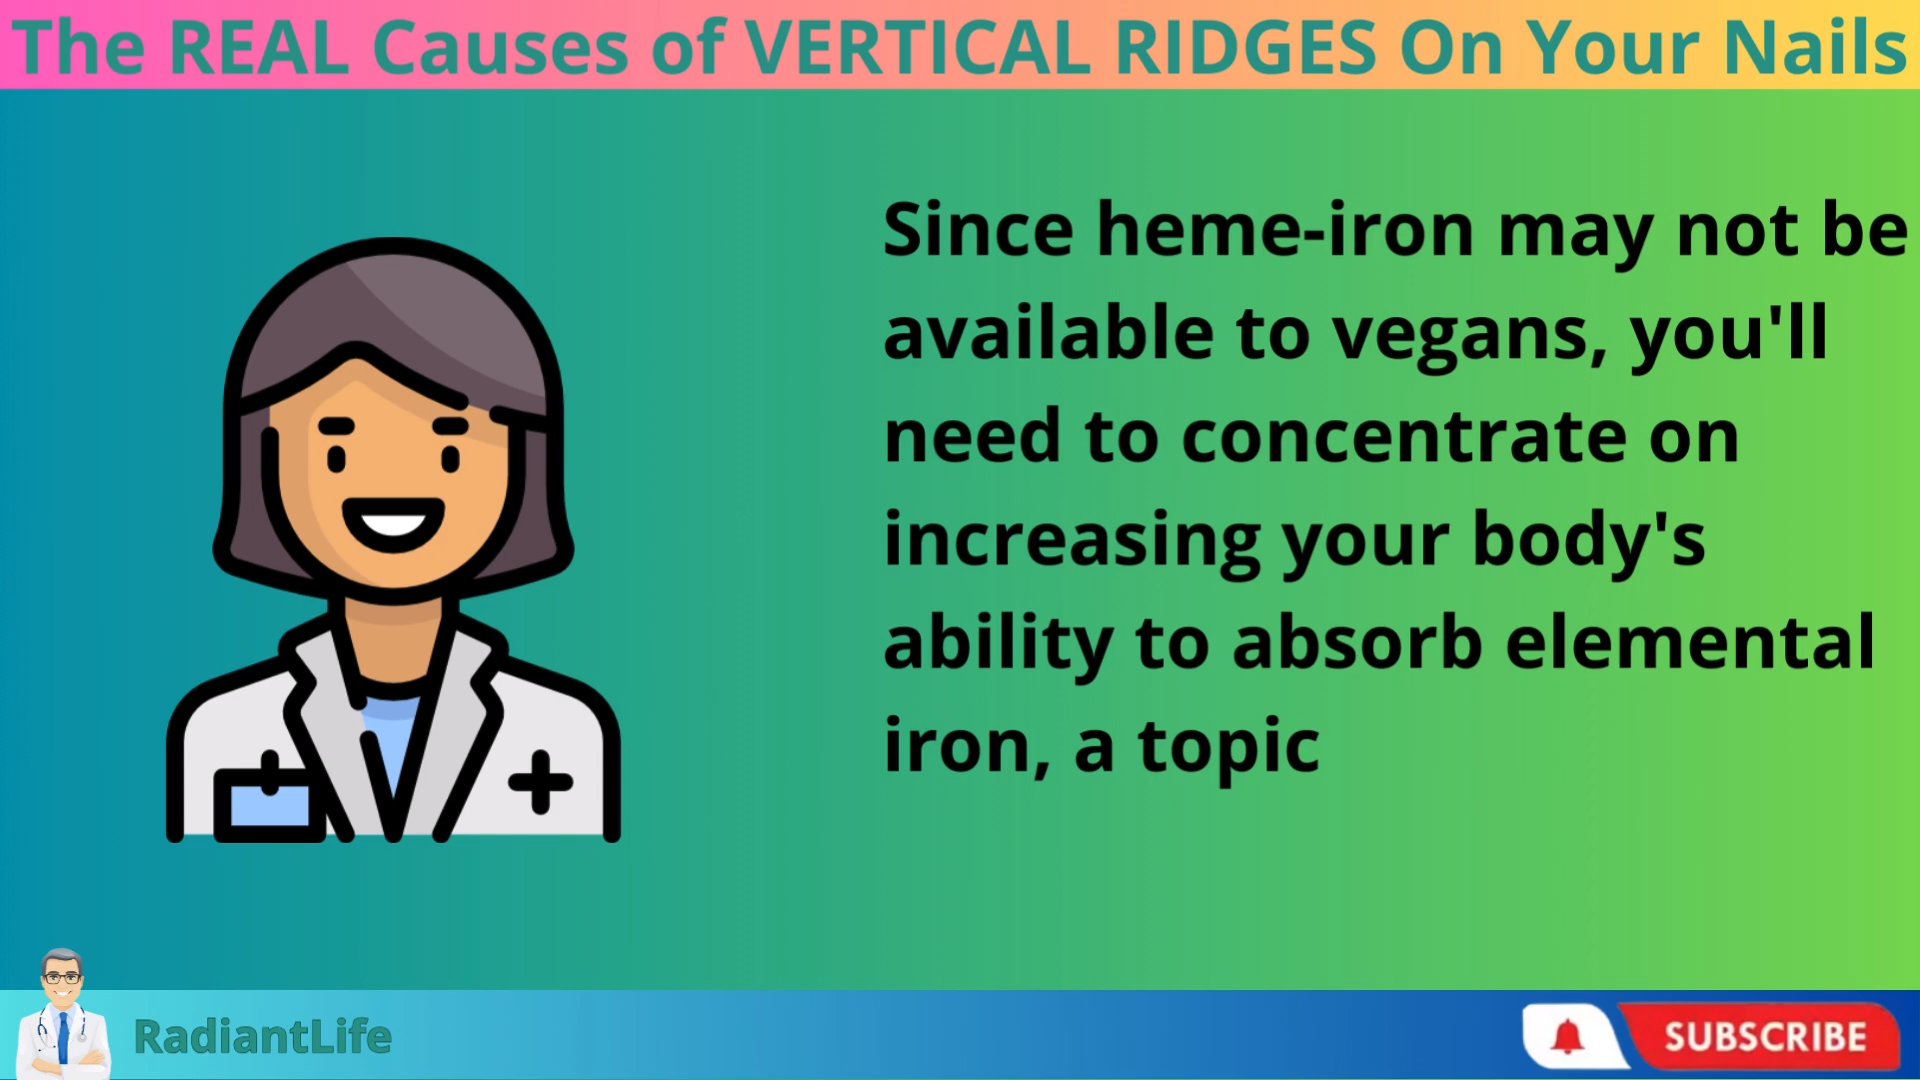 The REAL Causes of VERTICAL RIDGES On Your Nails
Since heme-iron may not be
available to vegans, you'll
need to concentrate on
increasing your body's
ability to absorb elemental
iron, a topic
RadiantLife
SUBSCRIBE